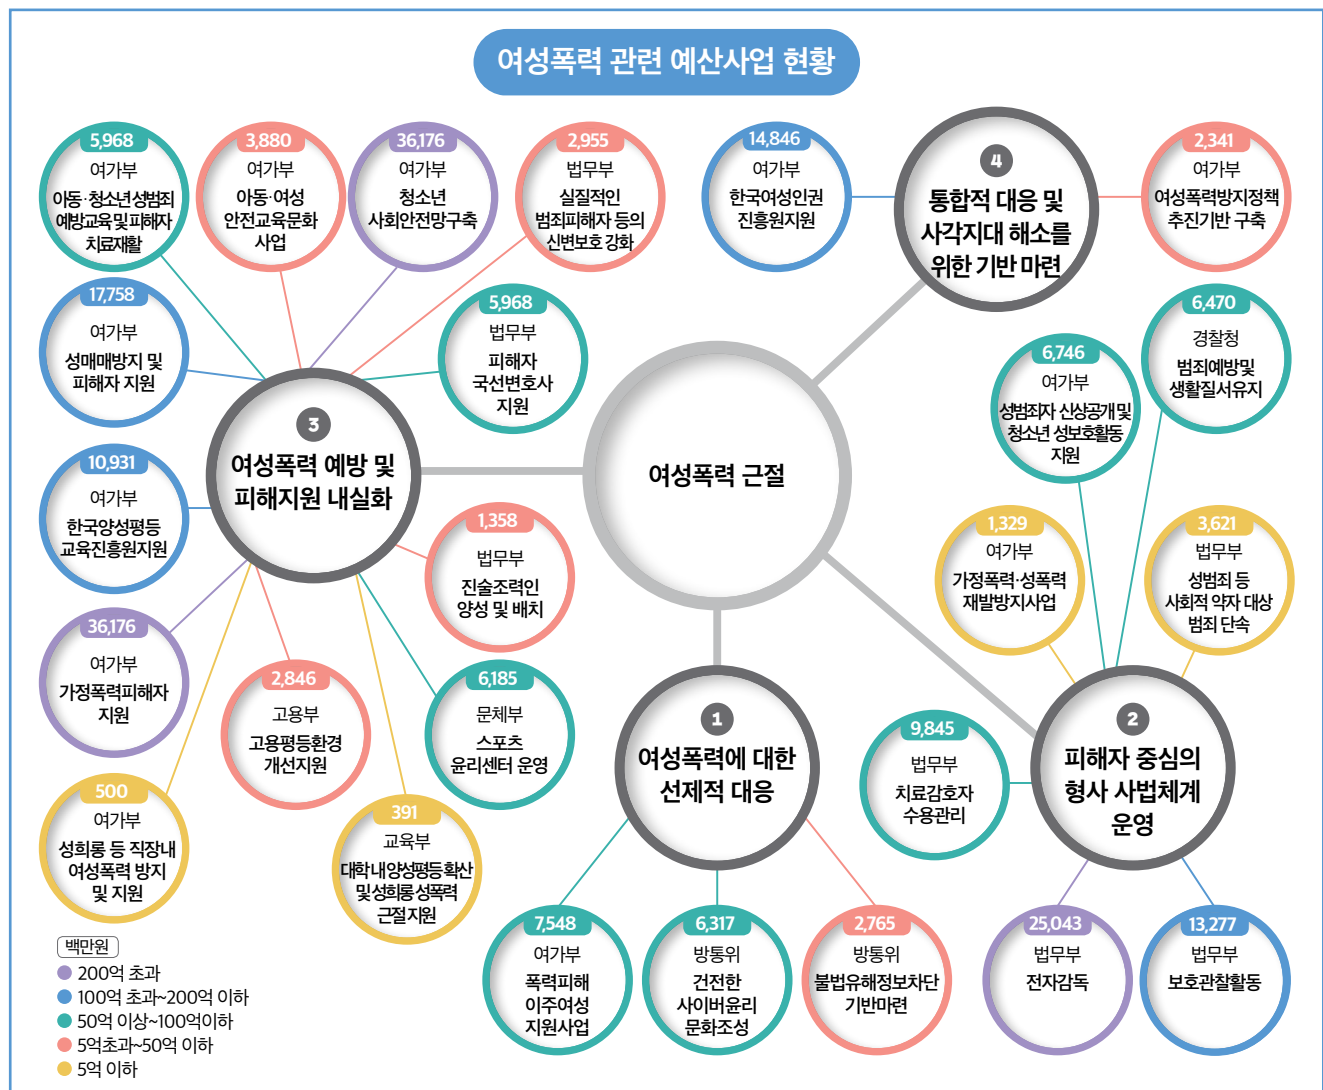 여성폭력 관련 예산사업 현황
5,968
여가부
아동·청소년 성범죄
예방교육 및 피해자
치료재활
3,880
여가부
아동·여성
안전교육문화
사업
36,176
여가부
청소년
사회안전망구축
2,955
법무부
실질적인
범죄피해자 등의
신변보호 강화
14,846
여가부
한국여성인권
진흥원지원
4
통합적 대응 및
사각지대 해소를
위한 기반 마련
2,341
여가부
여성폭력방지정책
추진기반 구축
17,758
여가부
성매매방지 및
피해자 지원
5,968
법무부
피해자
국선변호사
지원
6,746
여가부
성범죄자 신상공개 및
청소년 성보호활동
지원
6,470
경찰청
범죄예방및
생활질서유지
3
여성폭력 예방 및
피해지원 내실화
여성폭력 근절
10,931
여가부
한국양성평등
교육진흥원지원
1,358
법무부
진술조력인
양성 및 배치
1,329
여가부
가정폭력·성폭력
재발방지사업
3,621
법무부
성범죄 등
사회적 약자 대상
범죄 단속
36,176
여가부
가정폭력피해자
지원
2,846
고용부
고용평등환경
개선지원
6,185
문체부
스포츠
윤리센터 운영
1
여성폭력에 대한
선제적 대응
9,845
법무부
치료감호자
수용관리
2
피해자 중심의
형사 사법체계
운영
500
여가부
성희롱 등 직장내
여성폭력 방지
및 지원
391
교육부
대학 내 양성평등 확산
및 성희롱 성폭력
근절 지원
7,548
여가부
폭력피해
이주여성
지원사업
6,317
방통위
건전한
사이버윤리
문화조성
2,765
방통위
불법유해정보차단
기반마련
25,043
법무부
전자감독
13,277
법무부
보호관찰활동
백만원
200억 초과
100억 초과~200억 이하
50억 이상~100억이하
5억초과~50억 이하
5억 이하